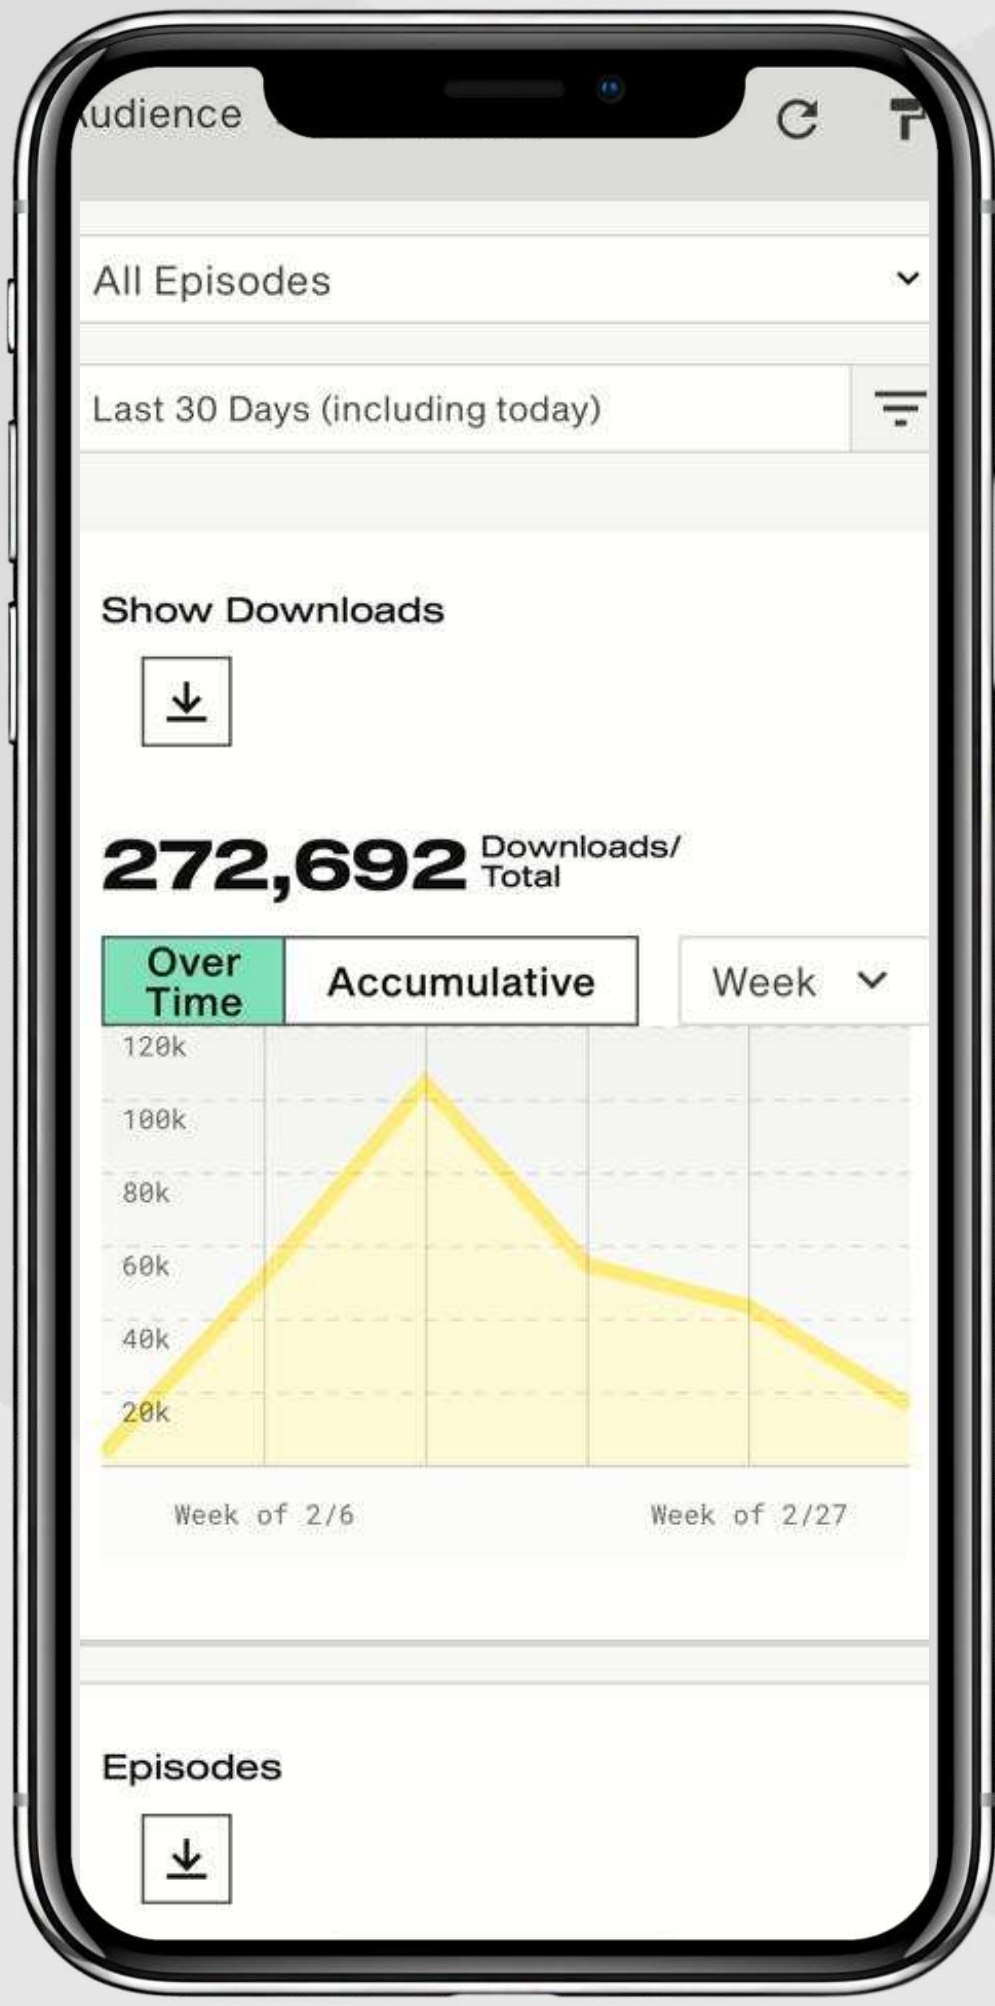 Audience
All Episodes
Last 30 Days (including today)
Show Downloads
272,692 Downloads/
Total
Over
Time
Accumulative
Week
120k
100k
80k
60k
40k
20k
Week of 2/6
Week of 2/27
Episodes